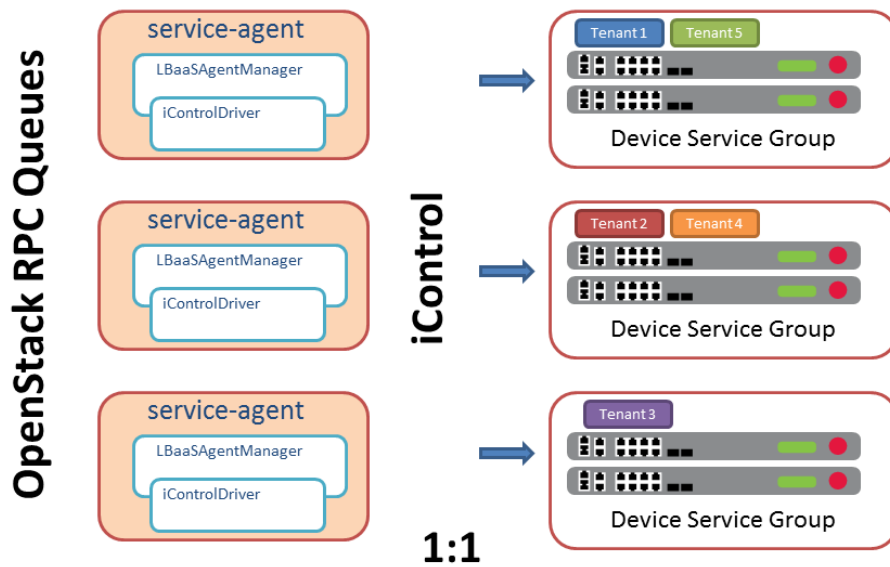 OpenStack RPC Queues
service-agent
LBaaSAgentManager
iControlDriver
service-agent
LBaaSAgentManager
iControlDriver
service-agent
LBaaSAgentManager
iControlDriver
iControl
1:1
Tenant 1 Tenant 5
Device Service Group
Tenant 2 Tenant 4
Device Service Group
Tenant 3
Device Service Group